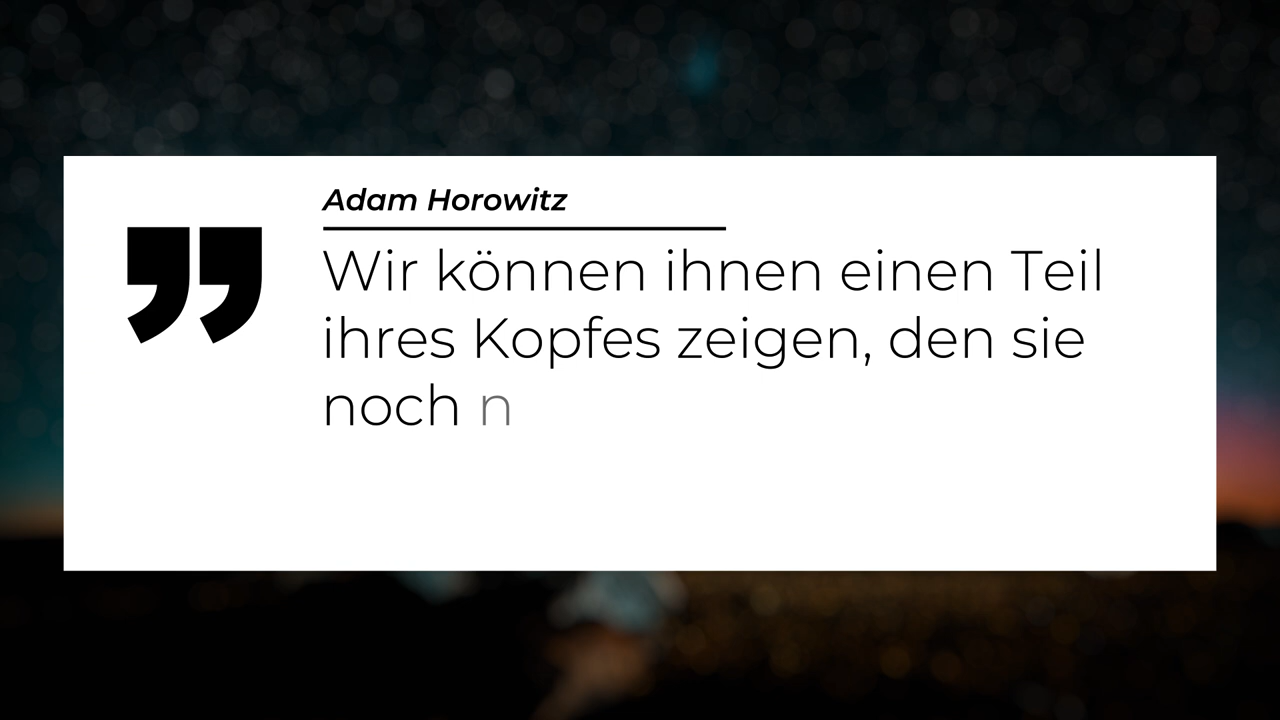 Adam Horowitz
Wir können ihnen einen Teil
ihres Kopfes zeigen, den sie
noch n